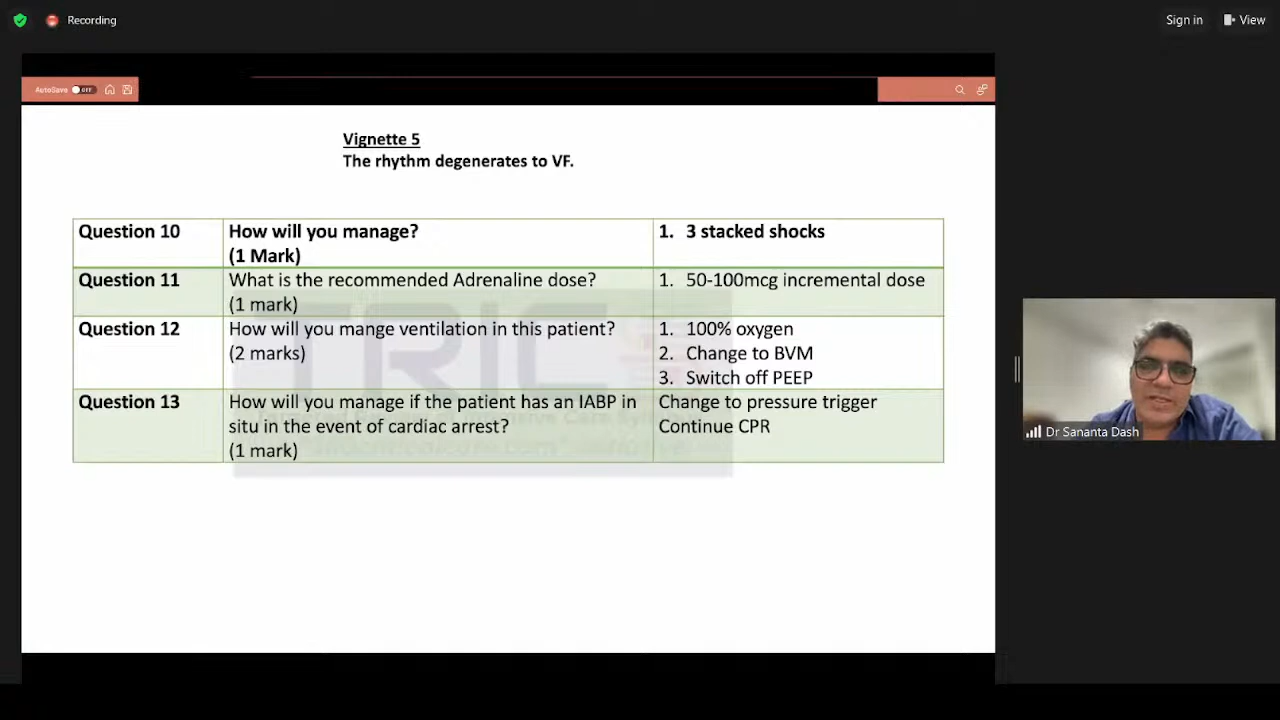 Recording
Sign in
View
AutoSave
OFF
Vignette 5
The rhythm degenerates to VF.
Question 10
How will you manage?
(1 Mark)
1. 3 stacked shocks
Question 11
What is the recommended Adrenaline dose?
(1 mark)
1. 50-100mcg incremental dose
Question 12
How will you mange ventilation in this patient?
(2 marks)
1. 100% oxygen
2. Change to BVM
3. Switch off PEEP
Question 13
How will you manage if the patient has an IABP in
situ in the event of cardiac arrest?
(1 mark)
Change to pressure trigger
Continue CPR
TRIC
Dr Sananta Dash